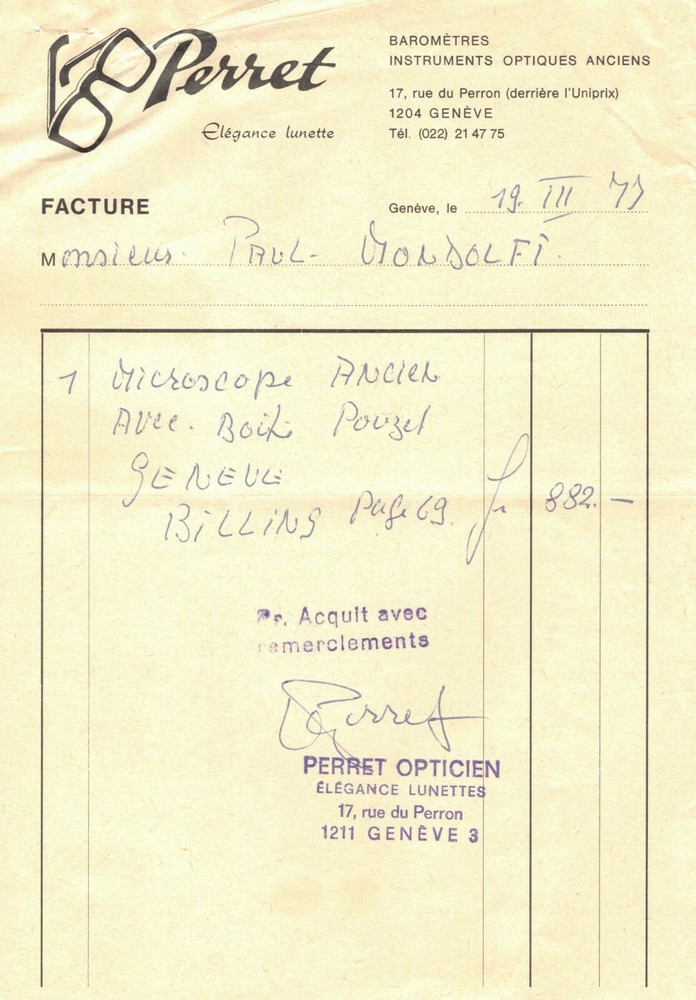 Perret
Elégance lunette
BAROMÈTRES
INSTRUMENTS OPTIQUES ANCIENS
17, rue du Perron (derrière l'Uniprix)
1204 GENÈVE
Tél. (022) 21 47 75
FACTURE
Genève, le 19. III 77
Monsieur. PAUL- MONDOLFI.
1 Microscope ANCIEN
AVEC. Boite Pouzet
GENEVE
BILLINGS Page 69. fr 882.—
Pr. Acquit avec
remerciements
Perret
PERRET OPTICIEN
ÉLÉGANCE LUNETTES
17, rue du Perron
1211 GENÈVE 3